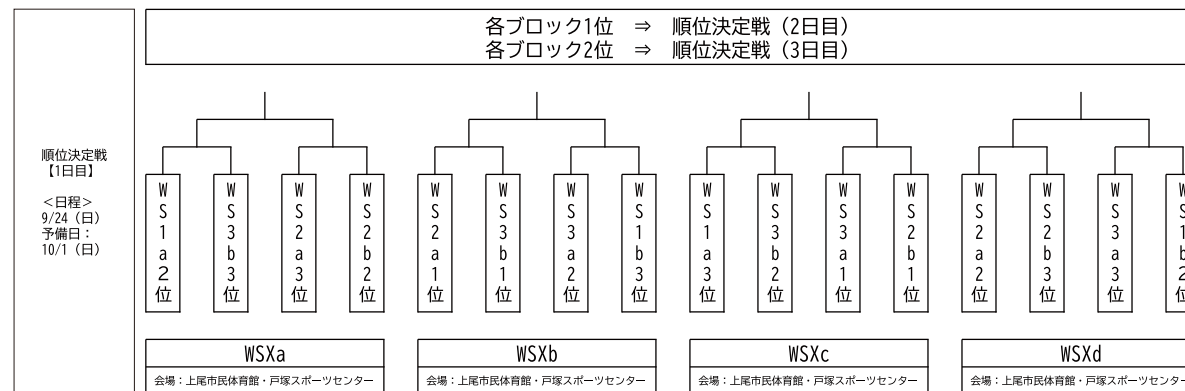 各ブロック1位 ⇒ 順位決定戦（2日目）
各ブロック2位 ⇒ 順位決定戦（3日目）
順位決定戦
【1日目】
＜日程＞
9/24（日）
予備日：
10/1（日）
WS1a2位
WS3b3位
WS2a3位
WS2b2位
WS2a1位
WS3b1位
WS3a2位
WS1b3位
WS1a3位
WS3b2位
WS3a1位
WS2b1位
WS2a2位
WS2b3位
WS3a3位
WS1b2位
WSXa
WSXb
WSXc
WSXd
会場：上尾市民体育館・戸塚スポーツセンター
会場：上尾市民体育館・戸塚スポーツセンター
会場：上尾市民体育館・戸塚スポーツセンター
会場：上尾市民体育館・戸塚スポーツセンター